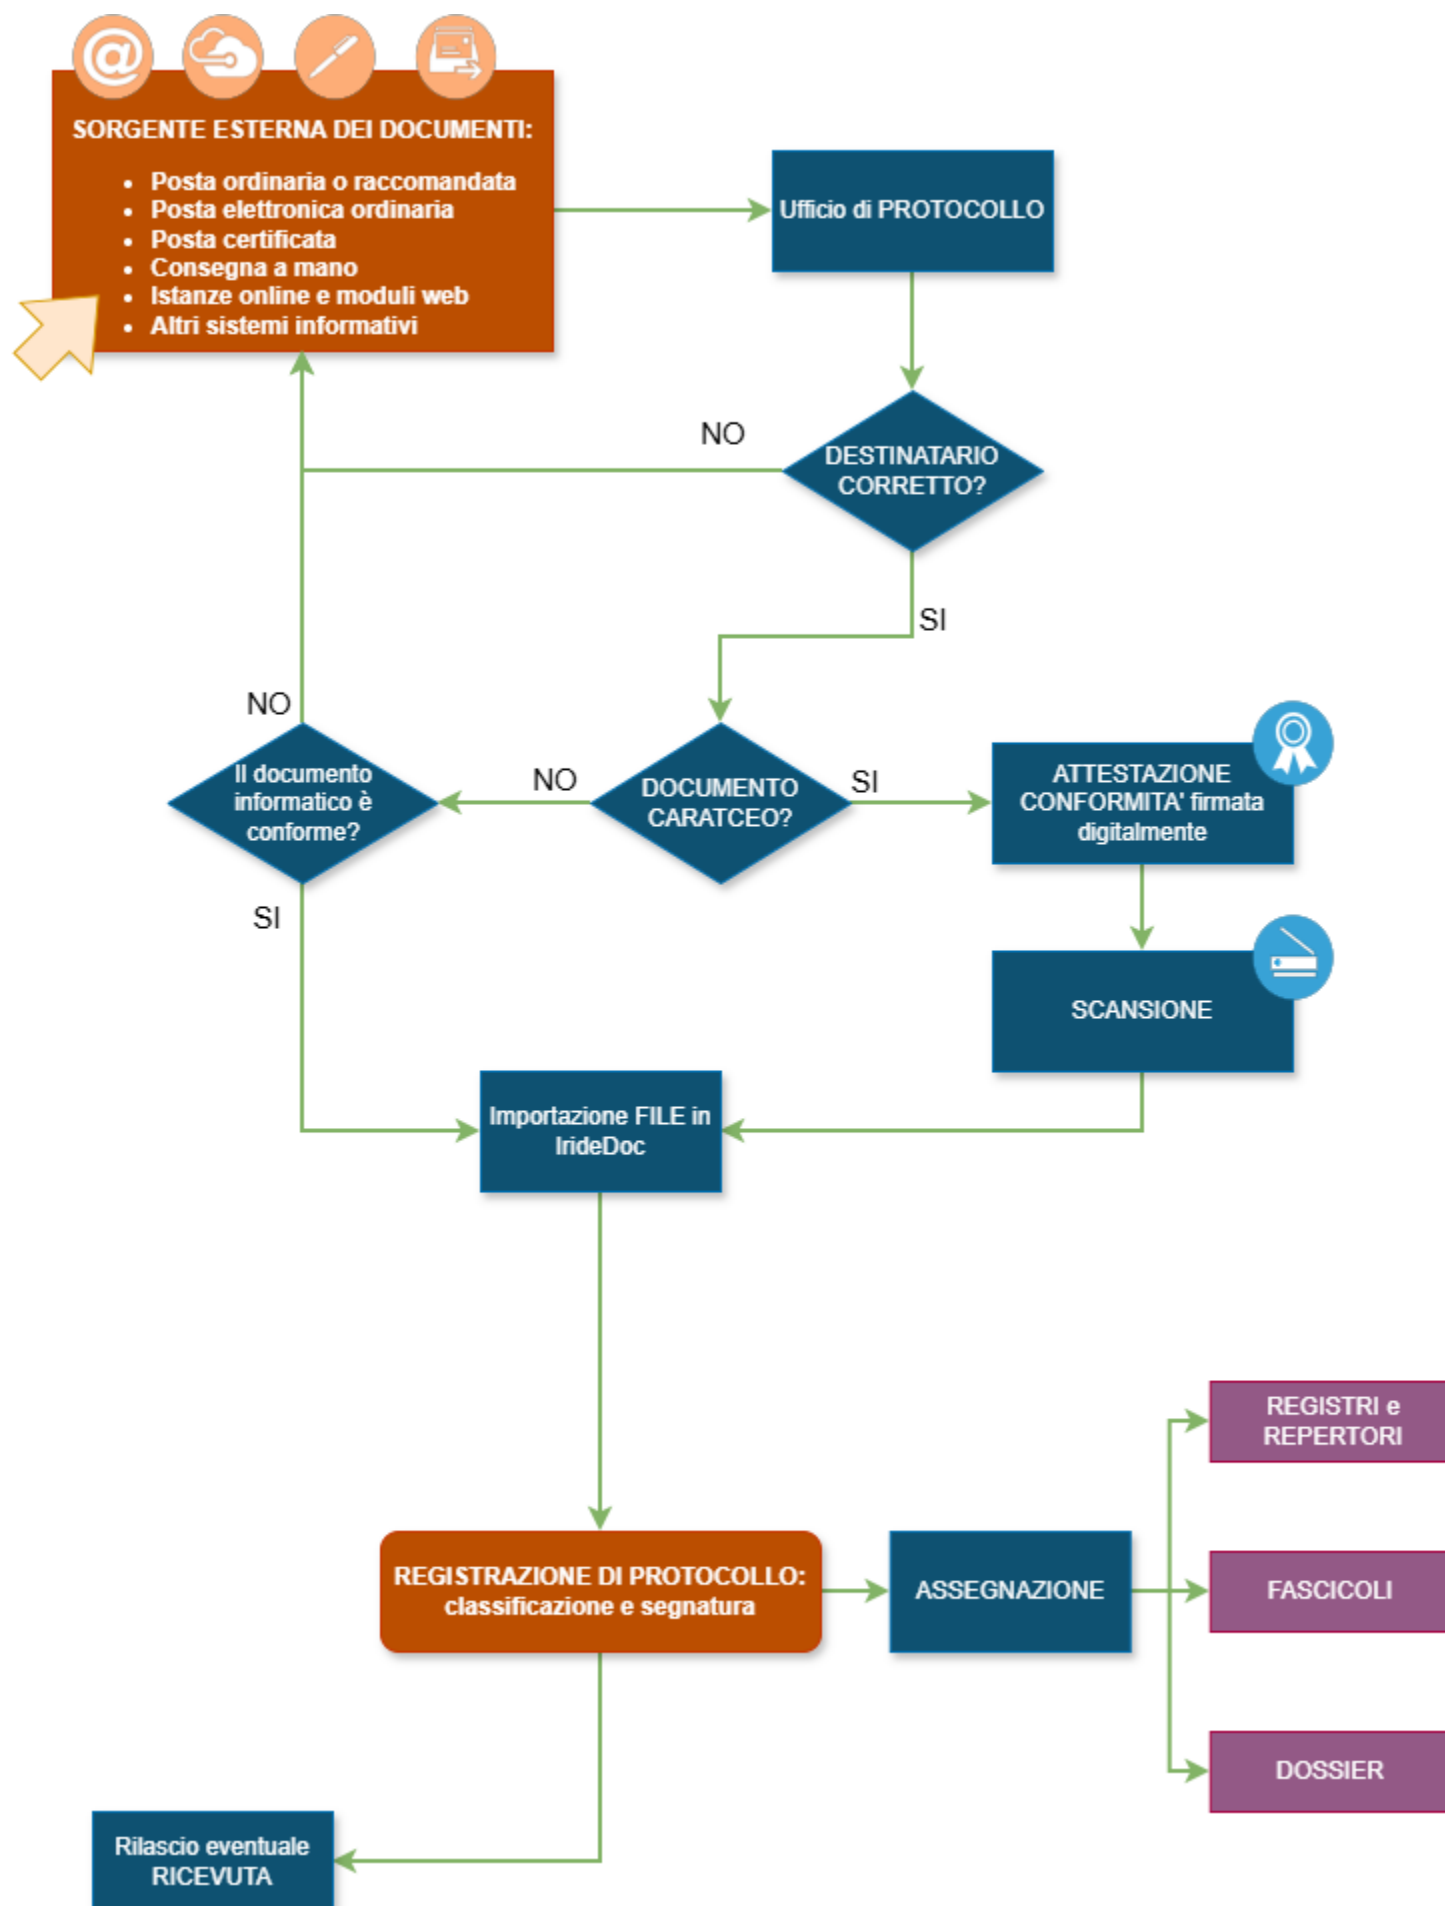 SORGENTE ESTERNA DEI DOCUMENTI:
• Posta ordinaria o raccomandata
• Posta elettronica ordinaria
• Posta certificata
• Consegna a mano
• Istanze online e moduli web
• Altri sistemi informativi
Ufficio di PROTOCOLLO
NO
DESTINATARIO
CORRETTO?
SI
NO
Il documento
informatico è
conforme?
NO
DOCUMENTO
CARATCEO?
SI
ATTESTAZIONE
CONFORMITA' firmata
digitalmente
SI
SCANSIONE
Importazione FILE in
IrideDoc
REGISTRI e
REPERTORI
REGISTRAZIONE DI PROTOCOLLO:
classificazione e segnatura
ASSEGNAZIONE
FASCICOLI
DOSSIER
Rilascio eventuale
RICEVUTA